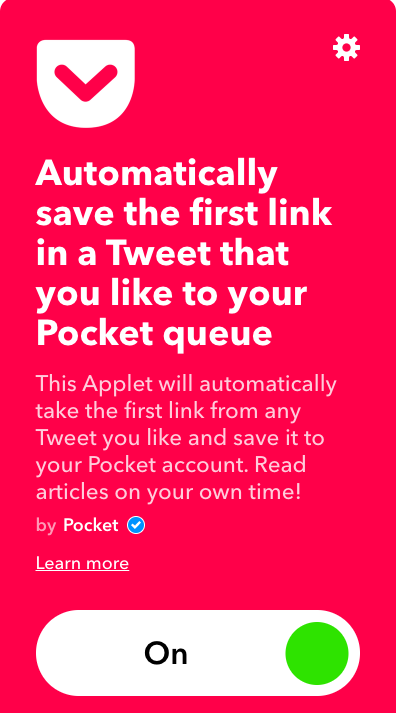 Automatically
save the first link
in a Tweet that
you like to your
Pocket queue
This Applet will automatically
take the first link from any
Tweet you like and save it to
your Pocket account. Read
articles on your own time!
by Pocket
Learn more
On